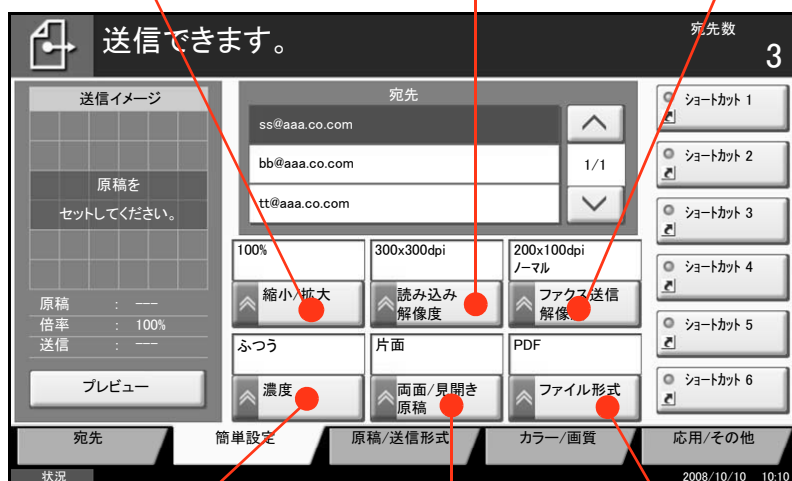 送信できます。
宛先数
3
送信イメージ
原稿を
セットしてください。
原稿 : ---
倍率 : 100%
送信 : ---
プレビュー
宛先
ss@aaa.co.com
bb@aaa.co.com
tt@aaa.co.com
1/1
100%
縮小/拡大
300x300dpi
読み込み
解像度
200x100dpi
ノーマル
ファクス送信
解像
ふつう
濃度
片面
両面/見開き
原稿
PDF
ファイル形式
ショートカット 1
ショートカット 2
ショートカット 3
ショートカット 4
ショートカット 5
ショートカット 6
宛先
簡単設定
原稿/送信形式
カラー/画質
応用/その他
状況
2008/10/10 10:10